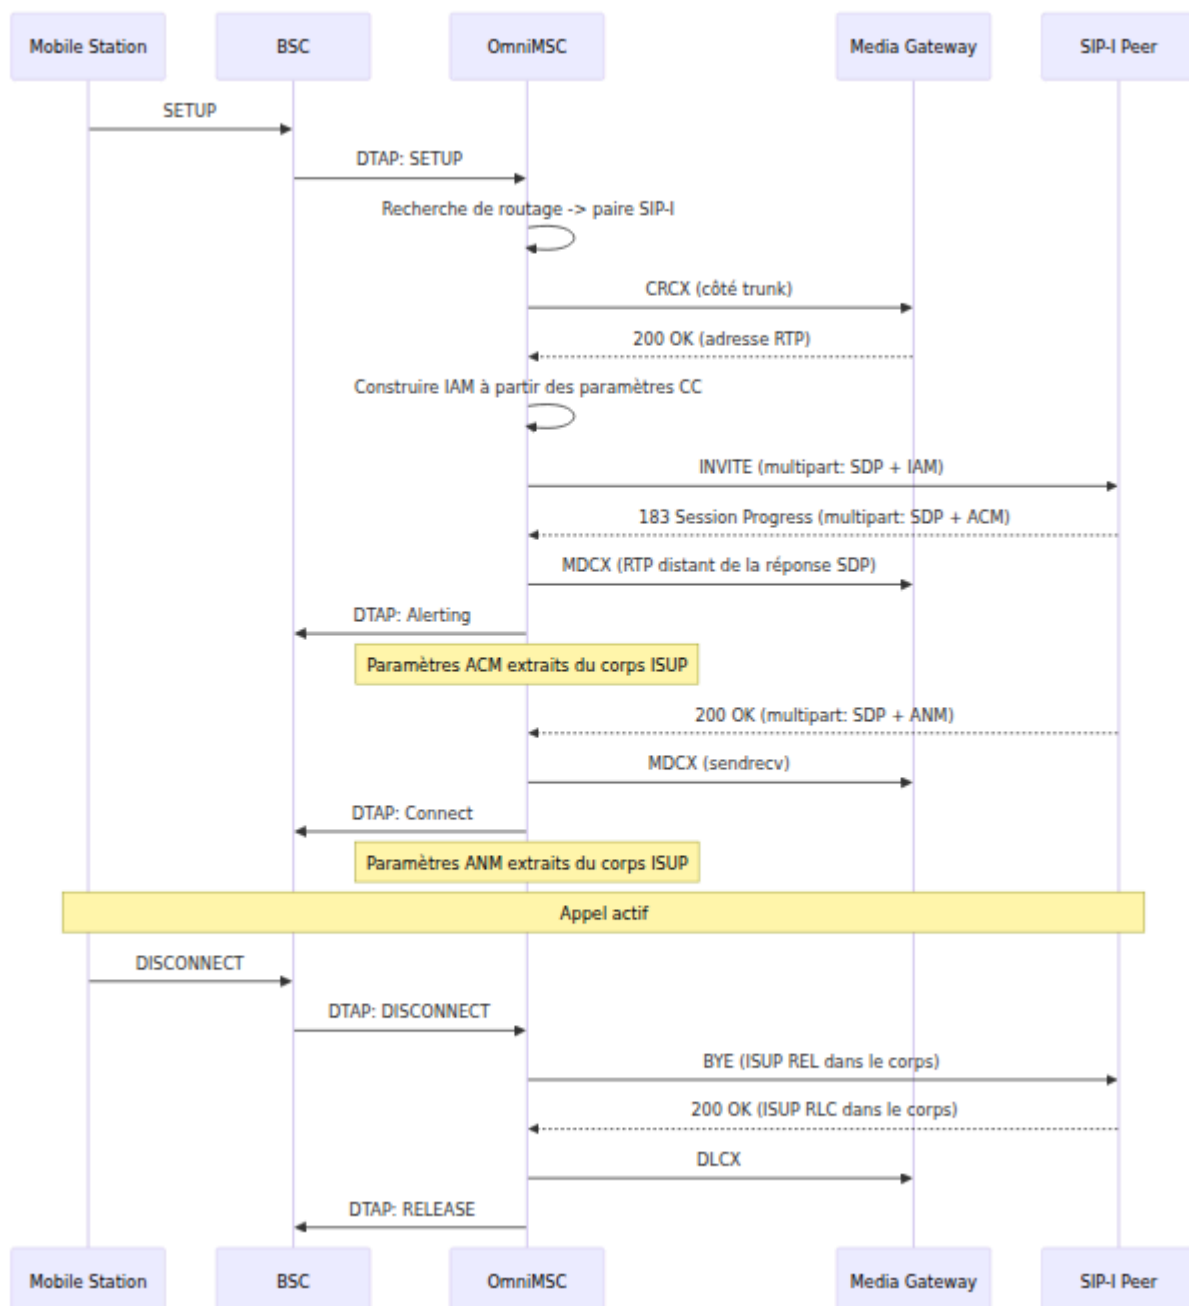 Mobile Station
BSC
OmniMSC
Media Gateway
SIP-I Peer
SETUP
DTAP: SETUP
Recherche de routage -> paire SIP-I
CRCX (côté trunk)
200 OK (adresse RTP)
Construire IAM à partir des paramètres CC
INVITE (multipart: SDP + IAM)
183 Session Progress (multipart: SDP + ACM)
MDCX (RTP distant de la réponse SDP)
DTAP: Alerting
Paramètres ACM extraits du corps ISUP
200 OK (multipart: SDP + ANM)
MDCX (sendrecv)
DTAP: Connect
Paramètres ANM extraits du corps ISUP
Appel actif
DISCONNECT
DTAP: DISCONNECT
BYE (ISUP REL dans le corps)
200 OK (ISUP RLC dans le corps)
DLCX
DTAP: RELEASE
Mobile Station
BSC
OmniMSC
Media Gateway
SIP-I Peer